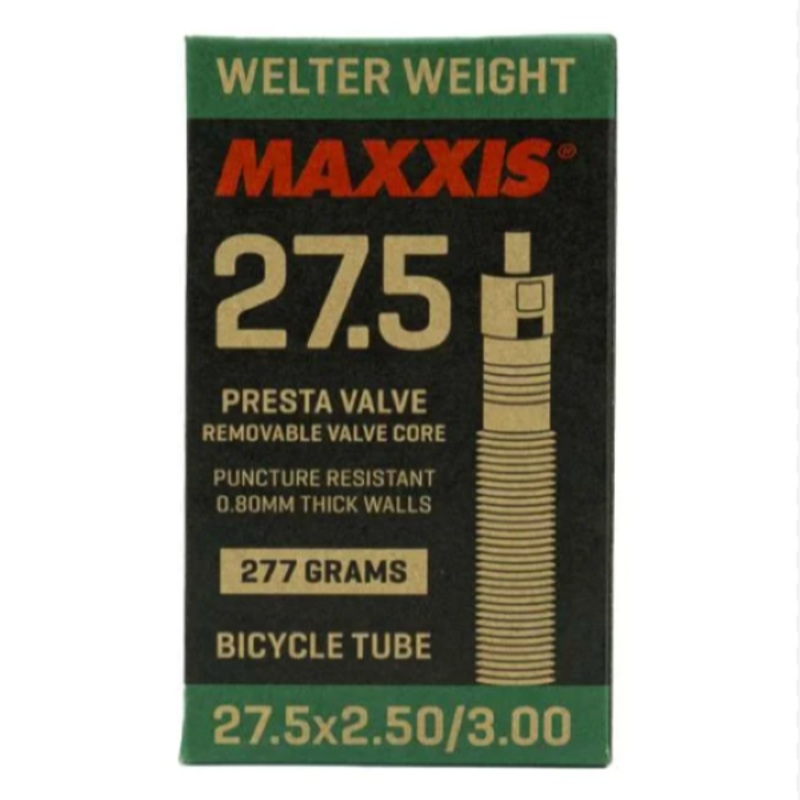 WELTER WEIGHT
MAXXIS®
27.5
PRESTA VALVE
REMOVABLE VALVE CORE
PUNCTURE RESISTANT
0.80MM THICK WALLS
277 GRAMS
BICYCLE TUBE
27.5x2.50/3.00